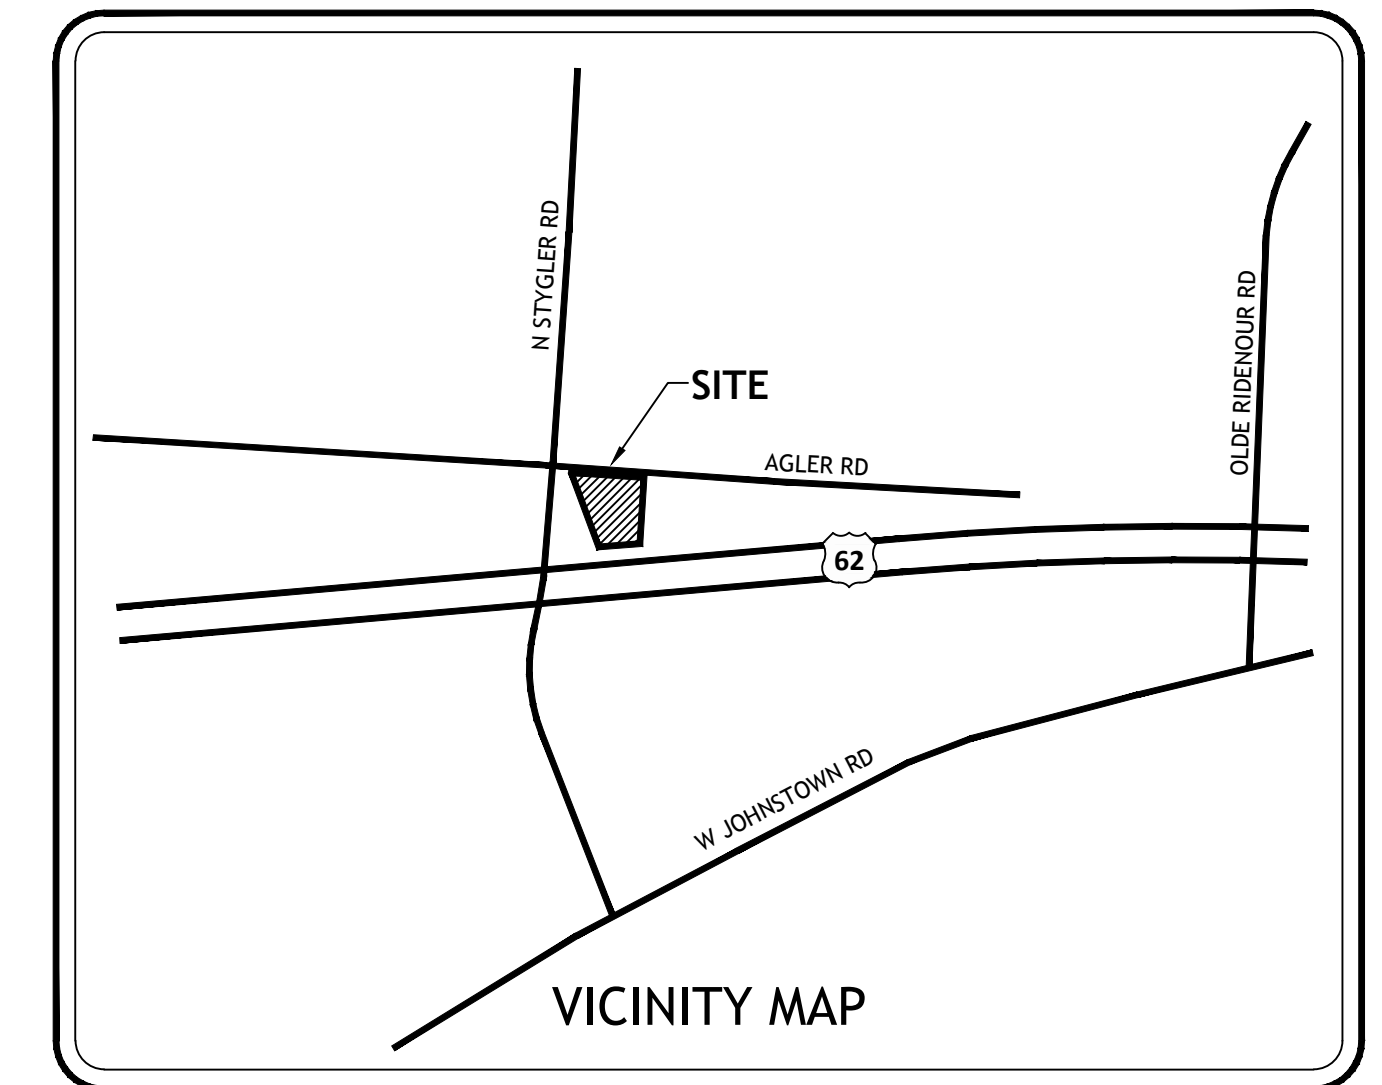 N STYGLER RD
OLDE RIDENOUR RD
SITE
AGLER RD
62
W JOHNSTOWN RD
VICINITY MAP